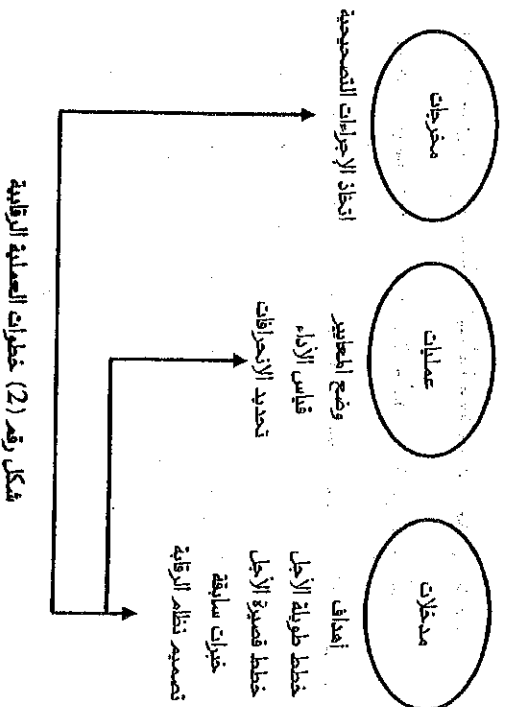 مدخلات
أهداف
خطط طويلة الأجل
خطط قصيرة الأجل
خبرات سابقة
تصميم نظام الرقابة
عمليات
وضع المعايير
قياس الأداء
تحديد الانحرافات
مخرجات
اتخاذ الإجراءات التصحيحية
شكل رقم (2) خطوات العملية الرقابية